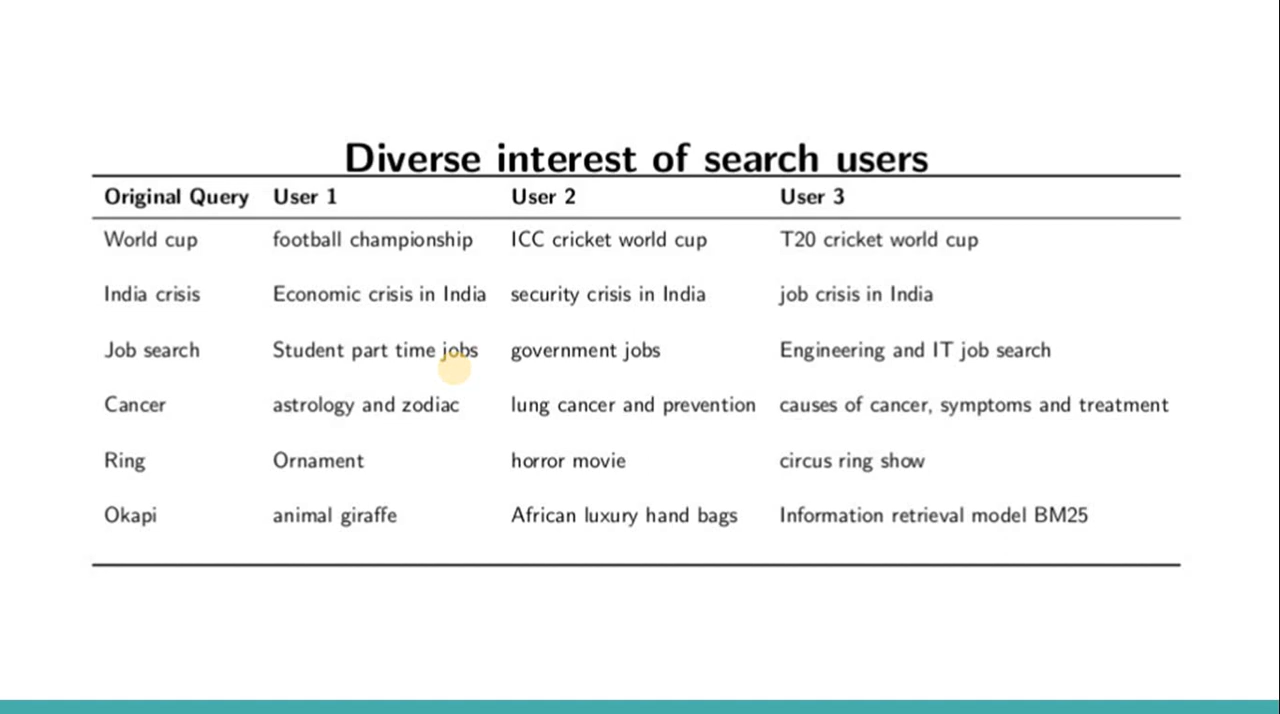 Diverse interest of search users
Original Query User 1 User 2 User 3
World cup football championship ICC cricket world cup T20 cricket world cup
India crisis Economic crisis in India security crisis in India job crisis in India
Job search Student part time jobs government jobs Engineering and IT job search
Cancer astrology and zodiac lung cancer and prevention causes of cancer, symptoms and treatment
Ring Ornament horror movie circus ring show
Okapi animal giraffe African luxury hand bags Information retrieval model BM25